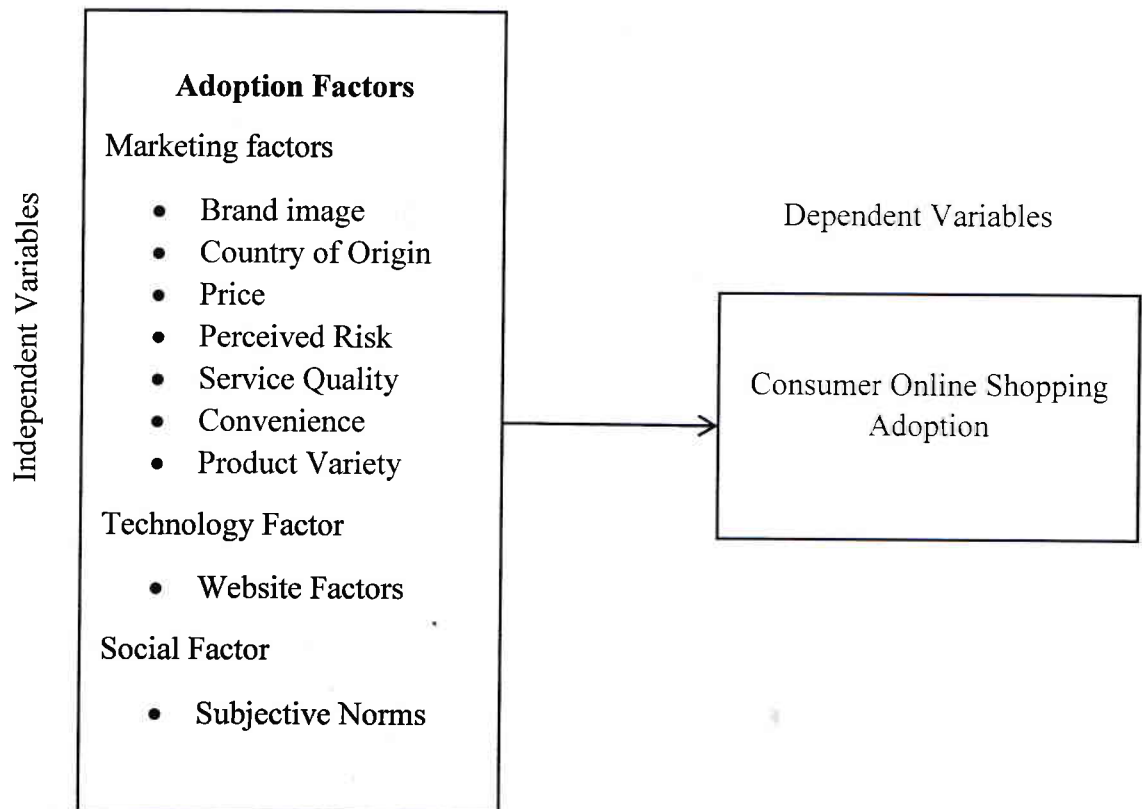 Independent Variables
Adoption Factors
Marketing factors
• Brand image
• Country of Origin
• Price
• Perceived Risk
• Service Quality
• Convenience
• Product Variety
Technology Factor
• Website Factors
Social Factor
• Subjective Norms
Dependent Variables
Consumer Online Shopping
Adoption